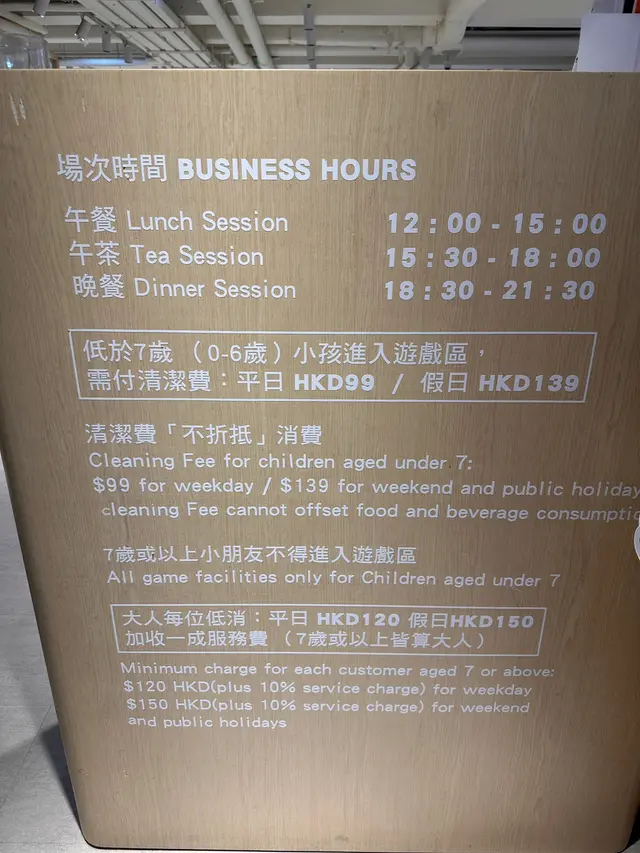 場次時間 BUSINESS HOURS
午餐 Lunch Session 12 : 00 - 15 : 00
午茶 Tea Session 15 : 30 - 18 : 00
晚餐 Dinner Session 18 : 30 - 21 : 30
低於7歲 （0-6歲）小孩進入遊戲區，
需付清潔費：平日 HKD99 / 假日 HKD139
清潔費「不折抵」消費
Cleaning Fee for children aged under 7:
$99 for weekday / $139 for weekend and public holiday
cleaning Fee cannot offset food and beverage consumptio
7歲或以上小朋友不得進入遊戲區
All game facilities only for Children aged under 7
大人每位低消：平日 HKD120 假日HKD150
加收一成服務費 （7歲或以上皆算大人）
Minimum charge for each customer aged 7 or above:
$120 HKD(plus 10% service charge) for weekday
$150 HKD(plus 10% service charge) for weekend
and public holidays